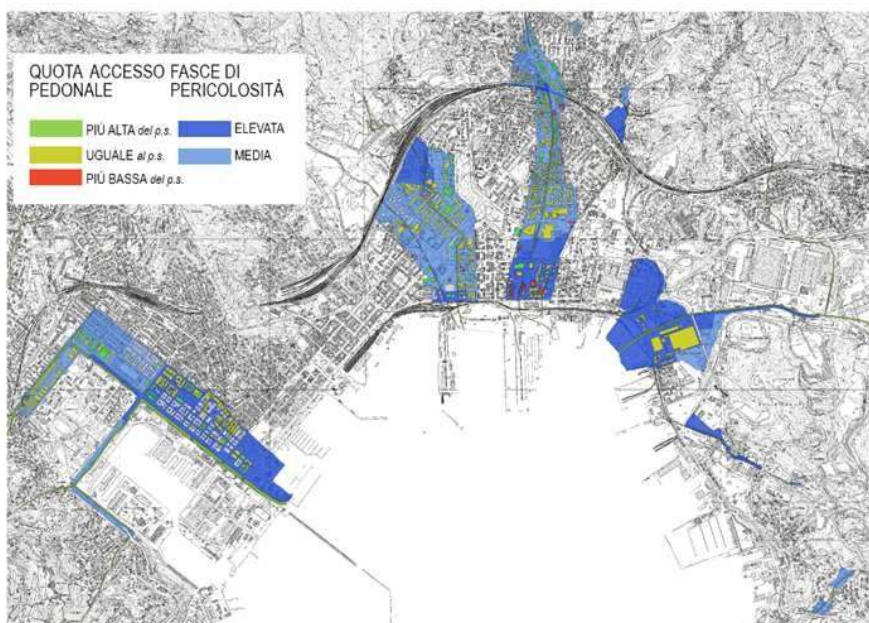 QUOTA ACCESSO PEDONALE
FASCE DI PERICOLOSITÀ
PIÙ ALTA del p.s.
UGUALE al p.s.
PIÙ BASSA del p.s.
ELEVATA
MEDIA